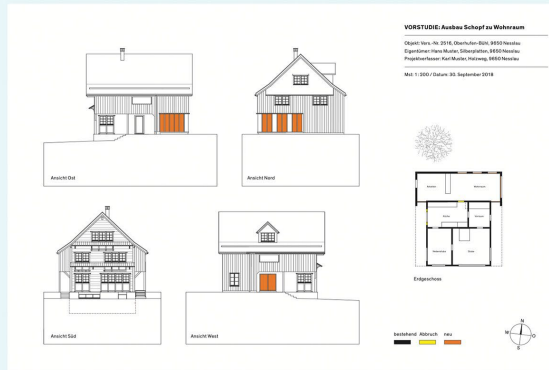 VORSTUDIE: Ausbau Schopf zu Wohnraum
Objekt: Vers.-Nr. 2516, Oberhufen-Bühl, 9650 Nesslau
Eigentümer: Hans Muster, Silberplatten, 9650 Nesslau
Projektverfasser: Karl Muster, Holzweg, 9650 Nesslau
Mst. 1:300 / Datum: 30. September 2018
Ansicht Ost
Ansicht Nord
Ansicht Süd
Ansicht West
Erdgeschoss
bestehend Abbruch neu
N
W O
S